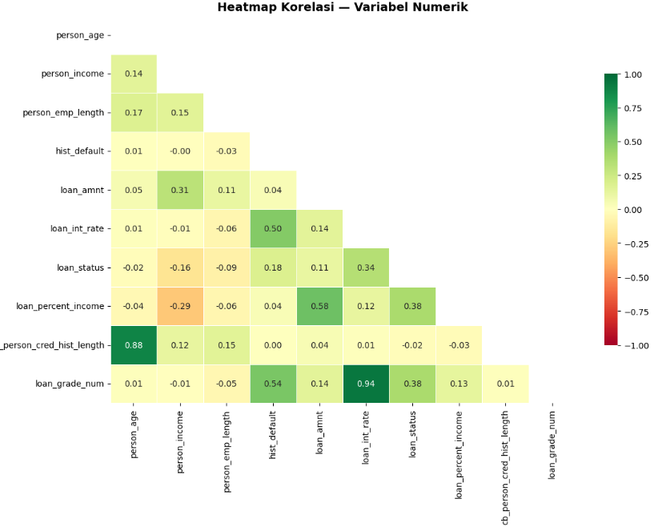 Heatmap Korelasi — Variabel Numerik
person_age
person_income 0.14
person_emp_length 0.17 0.15
hist_default 0.01 -0.00 -0.03
loan_amnt 0.05 0.31 0.11 0.04
loan_int_rate 0.01 -0.01 -0.06 0.50 0.14
loan_status -0.02 -0.16 -0.09 0.18 0.11 0.34
loan_percent_income -0.04 -0.29 -0.06 0.04 0.58 0.12 0.38
_person_cred_hist_length 0.88 0.12 0.15 0.00 0.04 0.01 -0.02 -0.03
loan_grade_num 0.01 -0.01 -0.05 0.54 0.14 0.94 0.38 0.13 0.01
person_age
person_income
person_emp_length
hist_default
loan_amnt
loan_int_rate
loan_status
loan_percent_income
cb_person_cred_hist_length
loan_grade_num
1.00
0.75
0.50
0.25
0.00
−0.25
−0.50
−0.75
−1.00